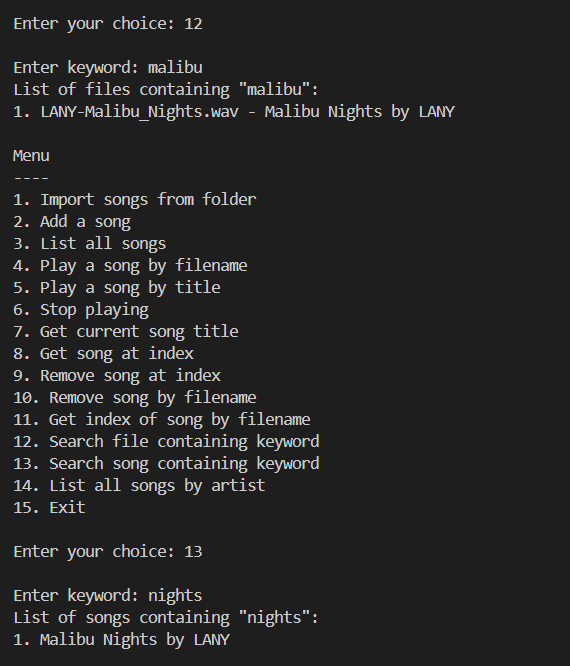 Enter your choice: 12
Enter keyword: malibu
List of files containing "malibu":
1. LANY-Malibu_Nights.wav - Malibu Nights by LANY
Menu
----
1. Import songs from folder
2. Add a song
3. List all songs
4. Play a song by filename
5. Play a song by title
6. Stop playing
7. Get current song title
8. Get song at index
9. Remove song at index
10. Remove song by filename
11. Get index of song by filename
12. Search file containing keyword
13. Search song containing keyword
14. List all songs by artist
15. Exit
Enter your choice: 13
Enter keyword: nights
List of songs containing "nights":
1. Malibu Nights by LANY